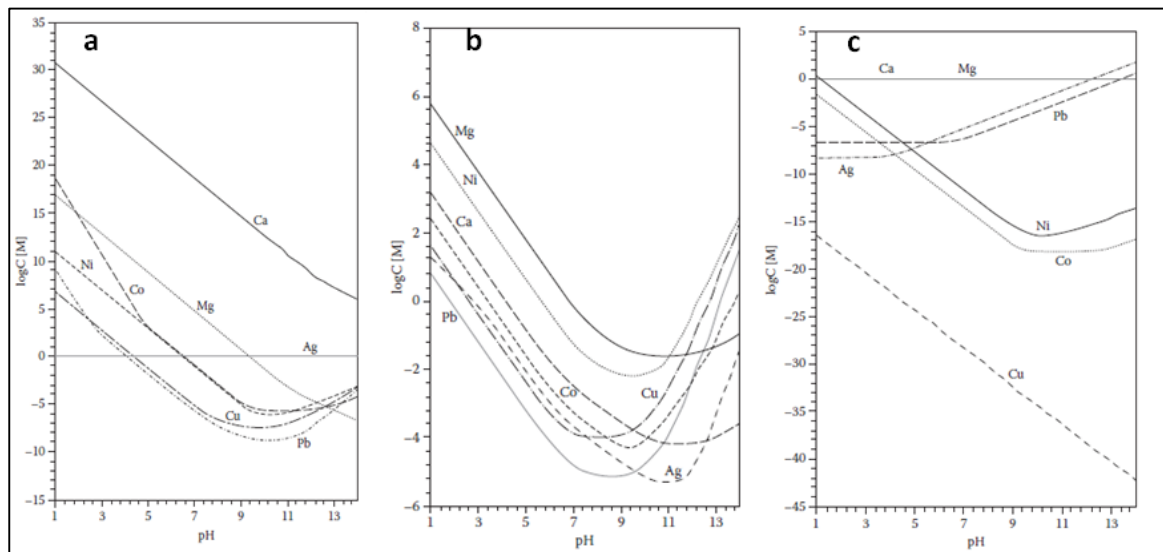 a
35
30
25
20
15
10
5
0
−5
−10
−15
logC [M]
Ca
Ni
Co
Mg
Ag
Cu
Pb
1
3
5
7
9
11
13
pH
b
8
6
4
2
0
−2
−4
−6
logC [M]
Mg
Ni
Ca
Pb
Co
Cu
Ag
1
3
5
7
9
11
13
pH
c
5
0
−5
−10
−15
−20
−25
−30
−35
−40
−45
logC [M]
Ca
Mg
Pb
Ag
Ni
Co
Cu
1
3
5
7
9
11
13
pH